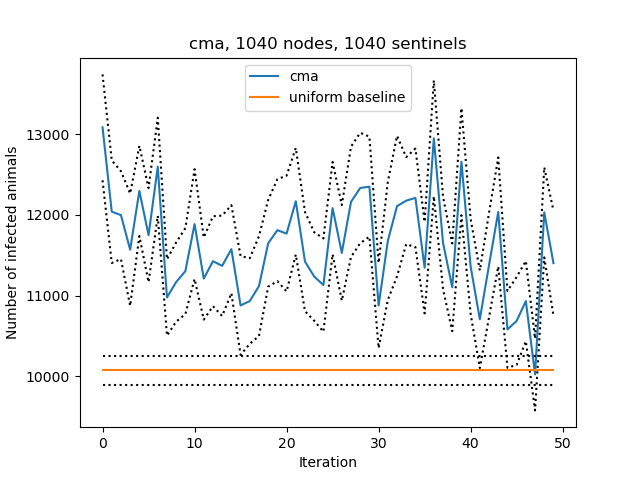 cma, 1040 nodes, 1040 sentinels
cma
uniform baseline
Number of infected animals
13000
12000
11000
10000
0 10 20 30 40 50
Iteration